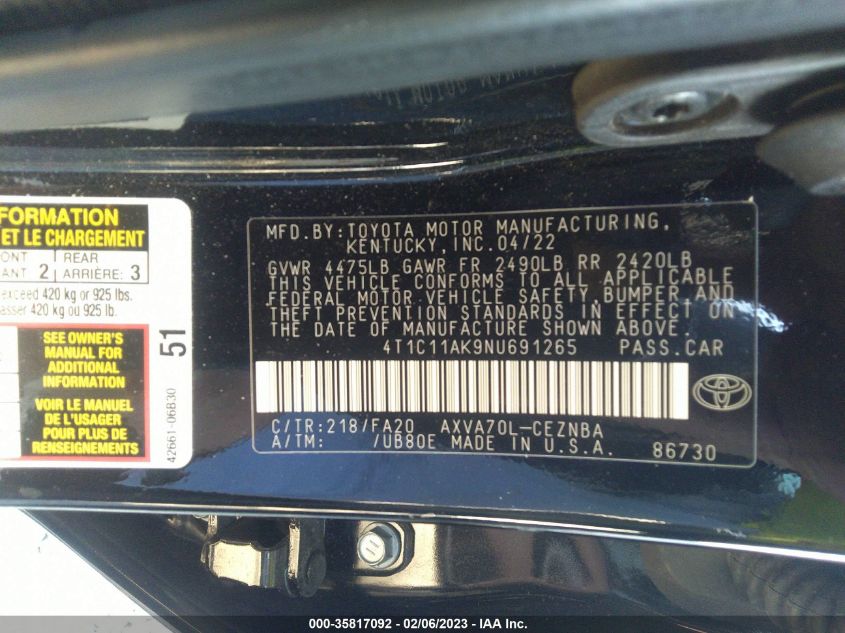 FORMATION
ET LE CHARGEMENT
ONT REAR
ANT 2 ARRIÈRE: 3
exceed 420 kg or 925 lbs.
asser 420 kg ou 925 lb.
SEE OWNER'S
MANUAL FOR
ADDITIONAL
INFORMATION
VOIR LE MANUEL
DE L'USAGER
POUR PLUS DE
RENSEIGNEMENTS
51
42661-06B30
MFD. BY: TOYOTA MOTOR MANUFACTURING,
KENTUCKY, INC. 04/22
GVWR 4475LB GAWR FR 2490LB RR 2420LB
THIS VEHICLE CONFORMS TO ALL APPLICABLE
FEDERAL MOTOR VEHICLE SAFETY, BUMPER AND
THEFT PREVENTION STANDARDS IN EFFECT ON
THE DATE OF MANUFACTURE SHOWN ABOVE.
4T1C11AK9NU691265 PASS. CAR
C/TR: 218/FA20 AXVA70L-CEZNBA
A/TM: /UB80E MADE IN U.S.A. 86730
000-35817092 - 02/06/2023 - IAA Inc.